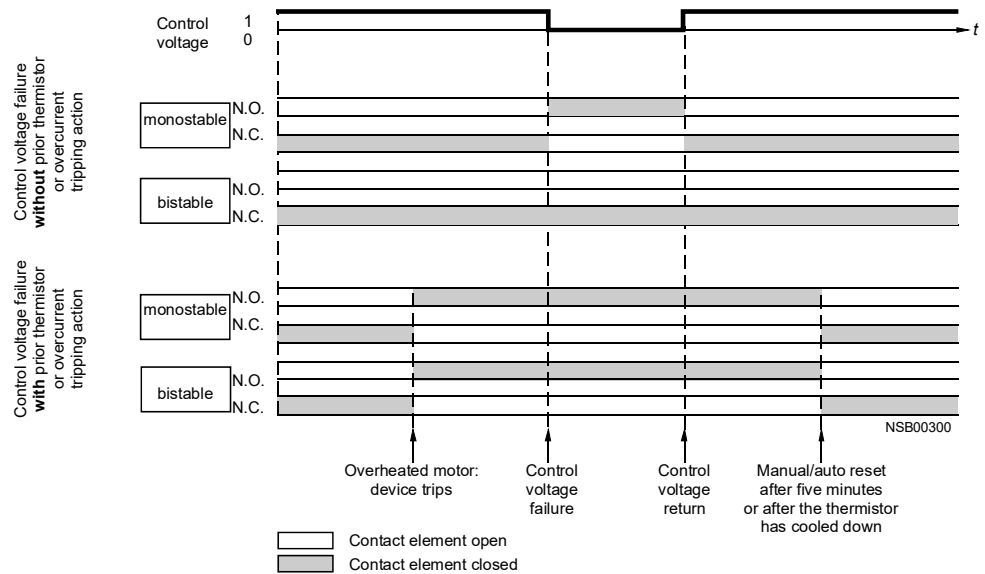 Control
voltage
1
0
t
Control voltage failure
without prior thermistor
or overcurrent
tripping action
monostable
N.O.
N.C.
bistable
N.O.
N.C.
Control voltage failure
with prior thermistor
or overcurrent
tripping action
monostable
N.O.
N.C.
bistable
N.O.
N.C.
NSB00300
Overheated motor:
device trips
Control
voltage
failure
Control
voltage
return
Manual/auto reset
after five minutes
or after the thermistor
has cooled down
Contact element open
Contact element closed